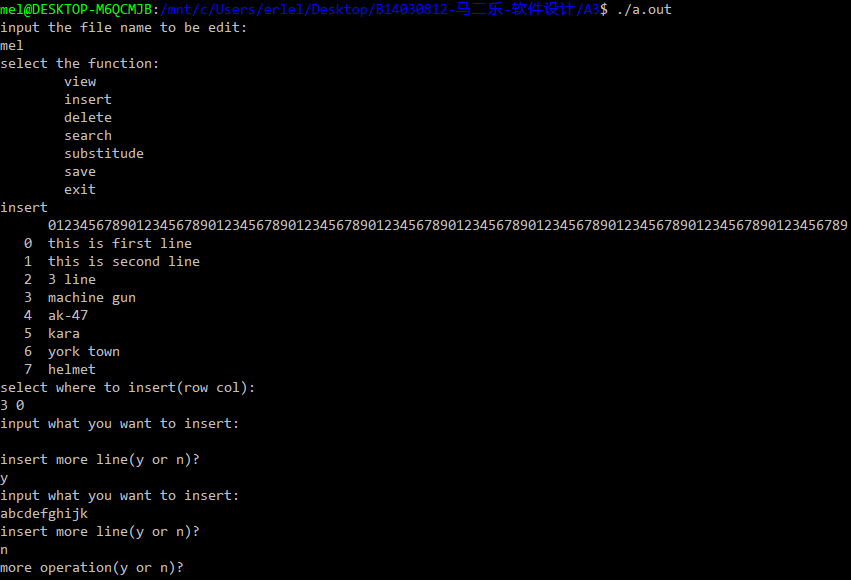 mel@DESKTOP-M6QCMJB:/mnt/c/Users/erlel/Desktop/B14030812-马二乐-软件设计/A3$ ./a.out
input the file name to be edit:
mel
select the function:
        view
        insert
        delete
        search
        substitude
        save
        exit
insert
      0123456789012345678901234567890123456789012345678901234567890123456789012345678901234567890123456789
   0  this is first line
   1  this is second line
   2  3 line
   3  machine gun
   4  ak-47
   5  kara
   6  york town
   7  helmet
select where to insert(row col):
3 0
input what you want to insert:

insert more line(y or n)?
y
input what you want to insert:
abcdefghijk
insert more line(y or n)?
n
more operation(y or n)?